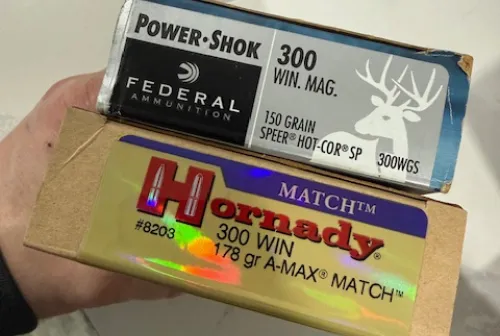 POWER·SHOK
FEDERAL
AMMUNITION
300
WIN. MAG.
150 GRAIN
SPEER® HOT-COR® SP
300WGS
MATCH™
Hornady®
#8203
300 WIN
178 gr A-MAX® MATCH™